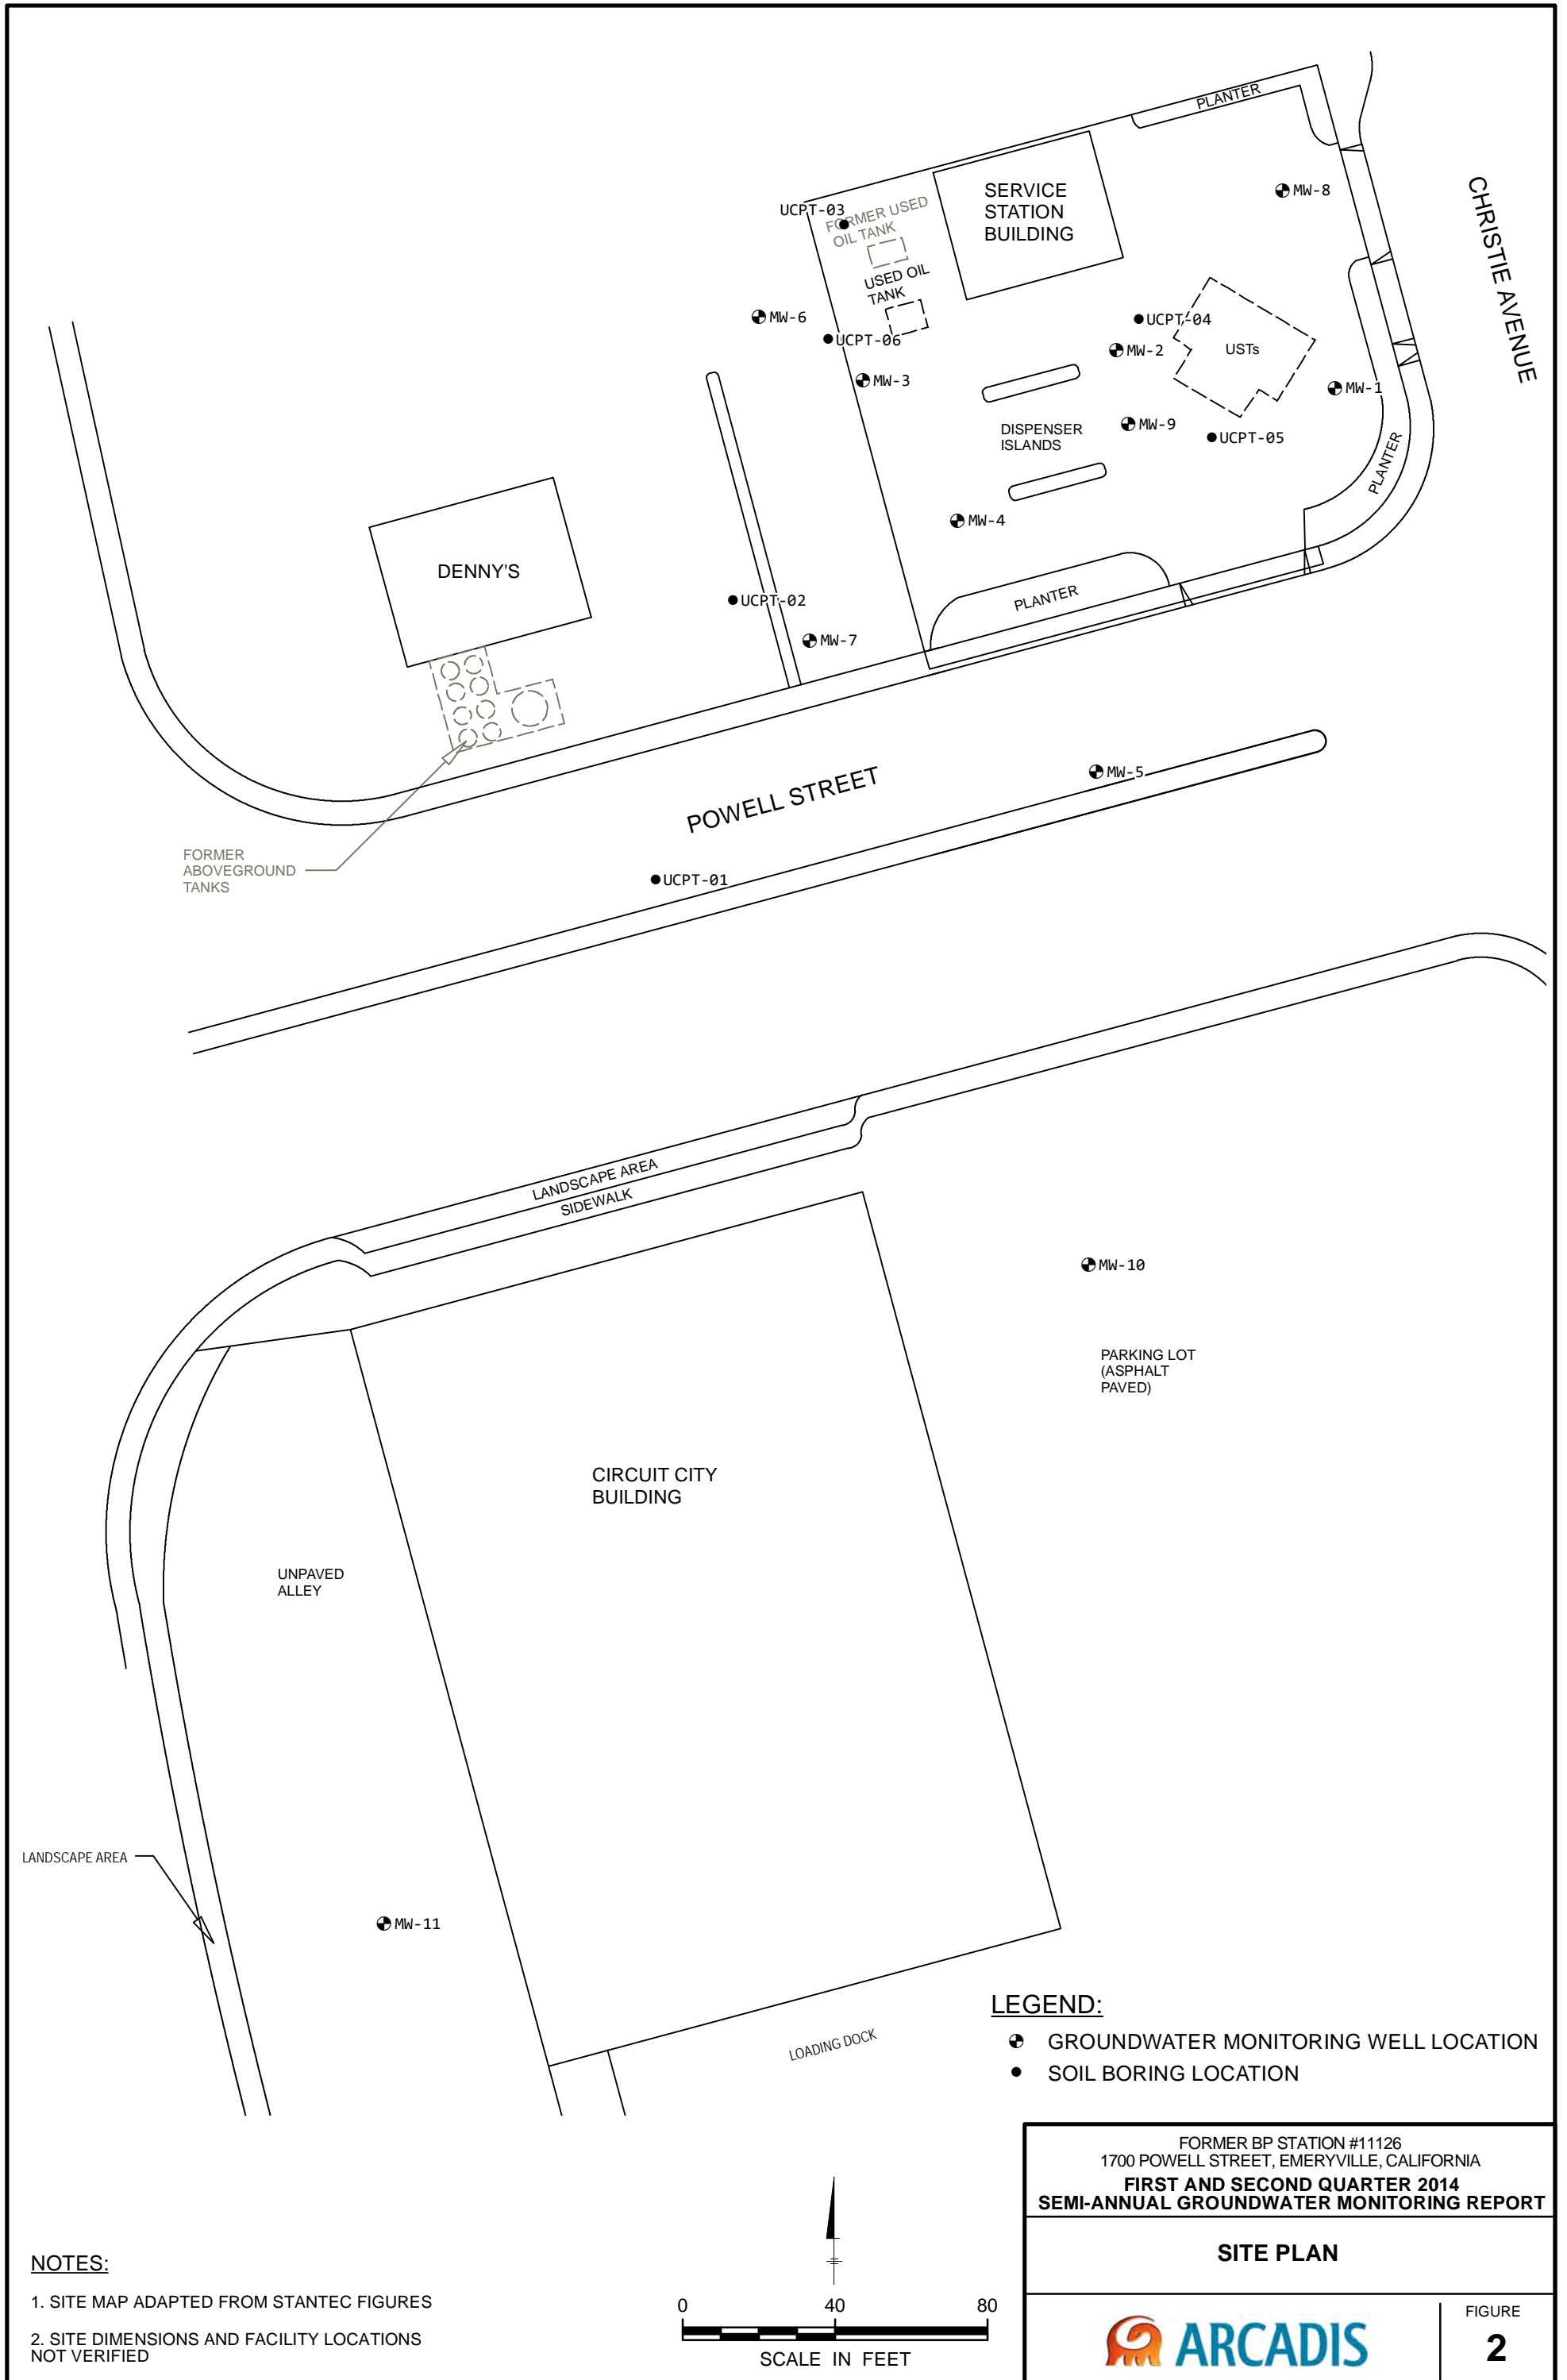 PLANTER
CHRISTIE AVENUE
SERVICE
STATION
BUILDING
MW-8
UCPT-03
FORMER USED
OIL TANK
USED OIL
TANK
MW-6
UCPT-06
UCPT-04
MW-2
USTs
MW-3
MW-1
DISPENSER
ISLANDS
MW-9
UCPT-05
PLANTER
MW-4
DENNY'S
UCPT-02
PLANTER
MW-7
POWELL STREET
MW-5
FORMER
ABOVEGROUND
TANKS
UCPT-01
LANDSCAPE AREA
SIDEWALK
MW-10
PARKING LOT
(ASPHALT
PAVED)
CIRCUIT CITY
BUILDING
UNPAVED
ALLEY
LANDSCAPE AREA
MW-11
LOADING DOCK
LEGEND:
GROUNDWATER MONITORING WELL LOCATION
SOIL BORING LOCATION
NOTES:
1. SITE MAP ADAPTED FROM STANTEC FIGURES
2. SITE DIMENSIONS AND FACILITY LOCATIONS
NOT VERIFIED
0 40 80
SCALE IN FEET
FORMER BP STATION #11126
1700 POWELL STREET, EMERYVILLE, CALIFORNIA
FIRST AND SECOND QUARTER 2014
SEMI-ANNUAL GROUNDWATER MONITORING REPORT
SITE PLAN
ARCADIS
FIGURE
2